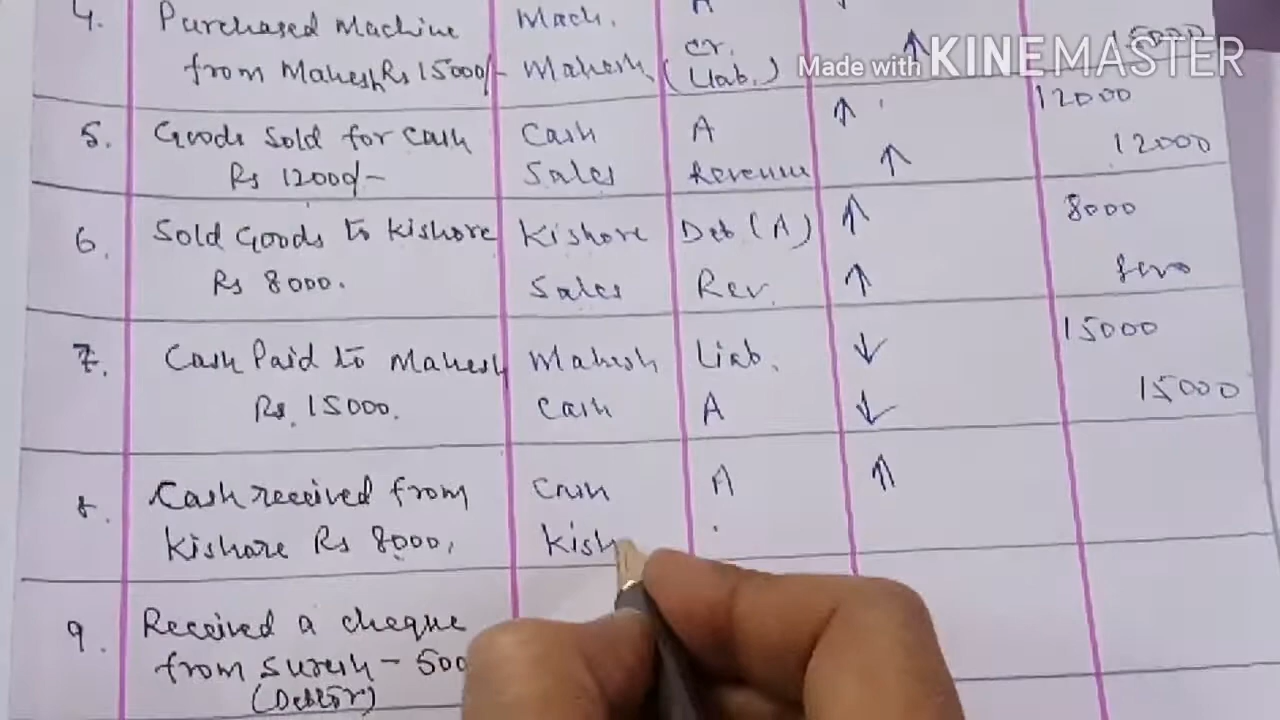 4. Purchased Machine Mach. A
from Mahesh Rs 15000/- Mahesh cr. (Liab.) ↑ 15000
Made with KINEMASTER
5. Goods sold for cash Cash A ↑ 12000
Rs 12000/- Sales Revenue ↑ 12000
6. Sold Goods to Kishore Kishore Deb (A) ↑ 8000
Rs 8000. Sales Rev. ↑
7. Cash Paid to Mahesh Mahesh Liab. ↓ 15000
Rs. 15000. Cash A ↓ 15000
8. Cash received from Cash A ↑
Kishore Rs 8000, Kish
9. Received a cheque
from Suresh - 500
(Debtor)